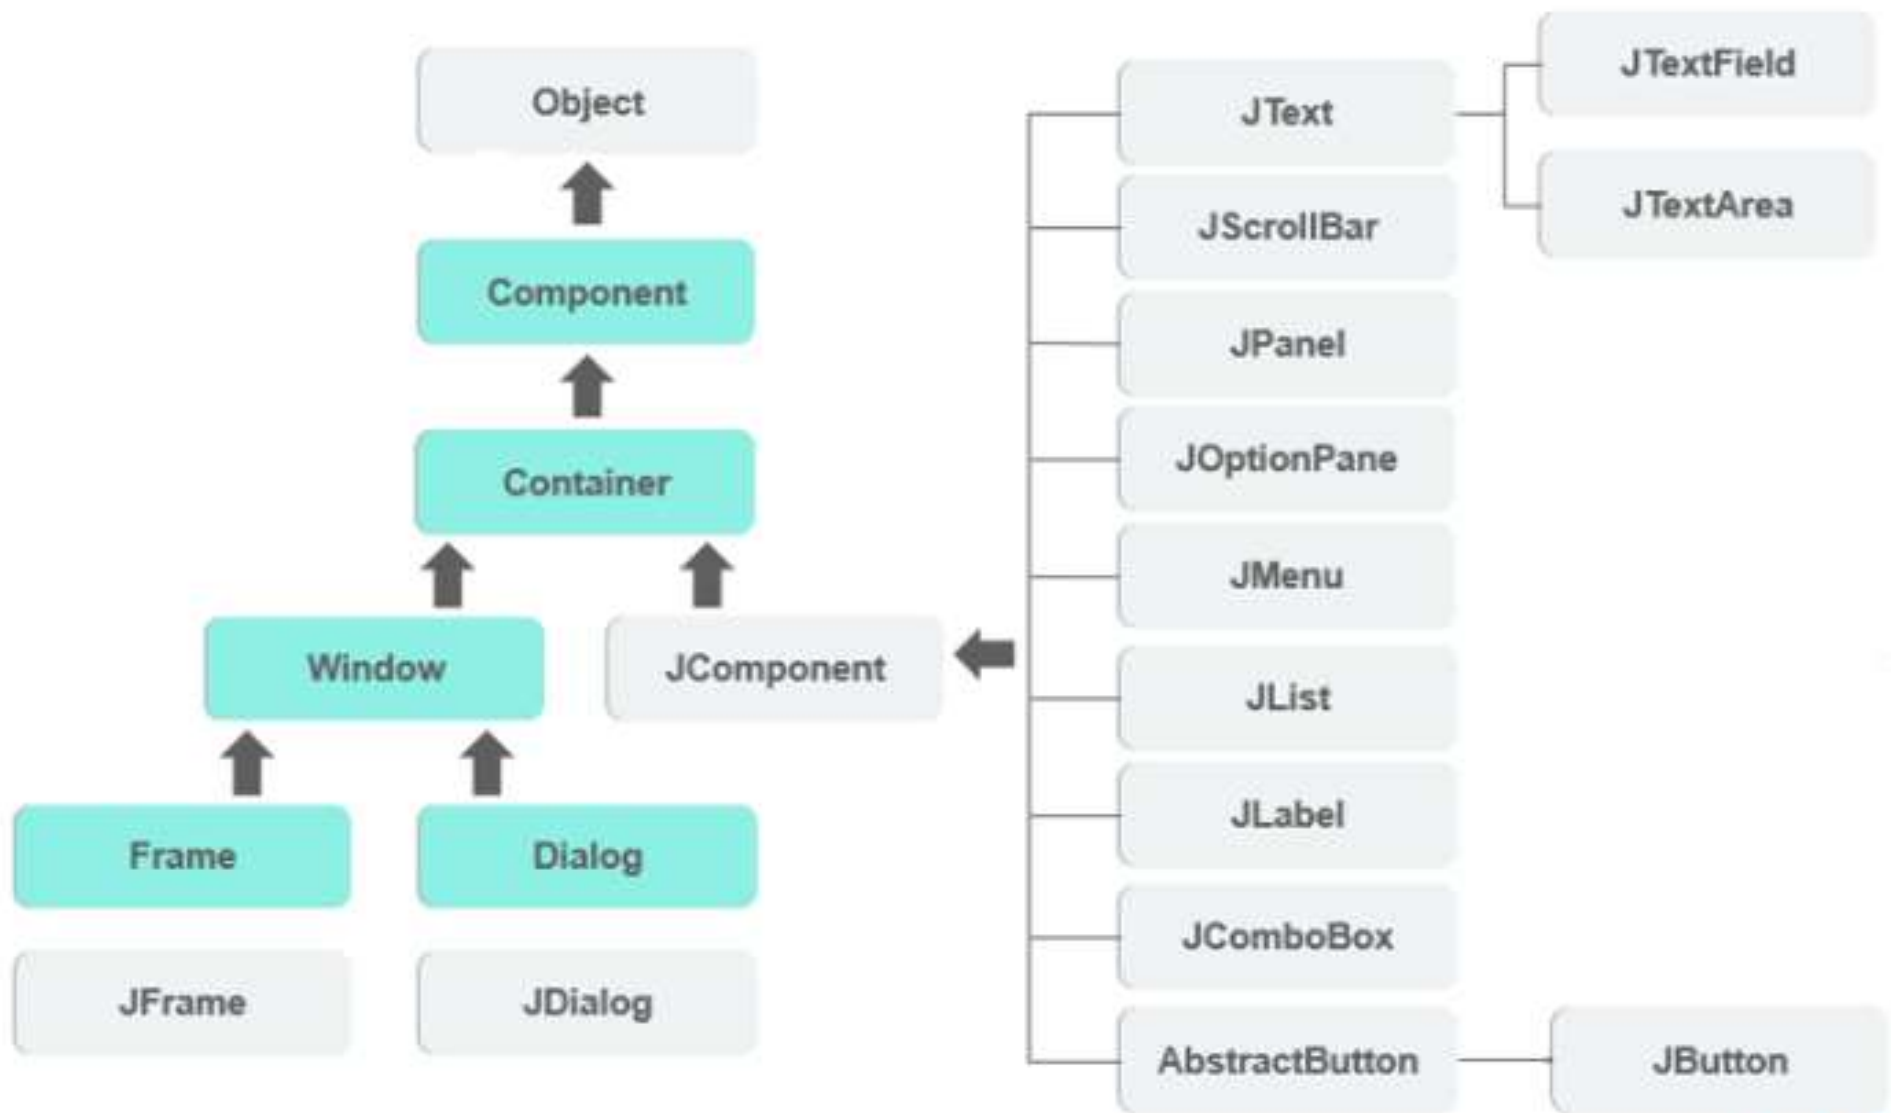 Object
Component
Container
Window
JComponent
Frame
Dialog
JFrame
JDialog
JText
JScrollBar
JPanel
JOptionPane
JMenu
JList
JLabel
JComboBox
AbstractButton
JTextField
JTextArea
JButton